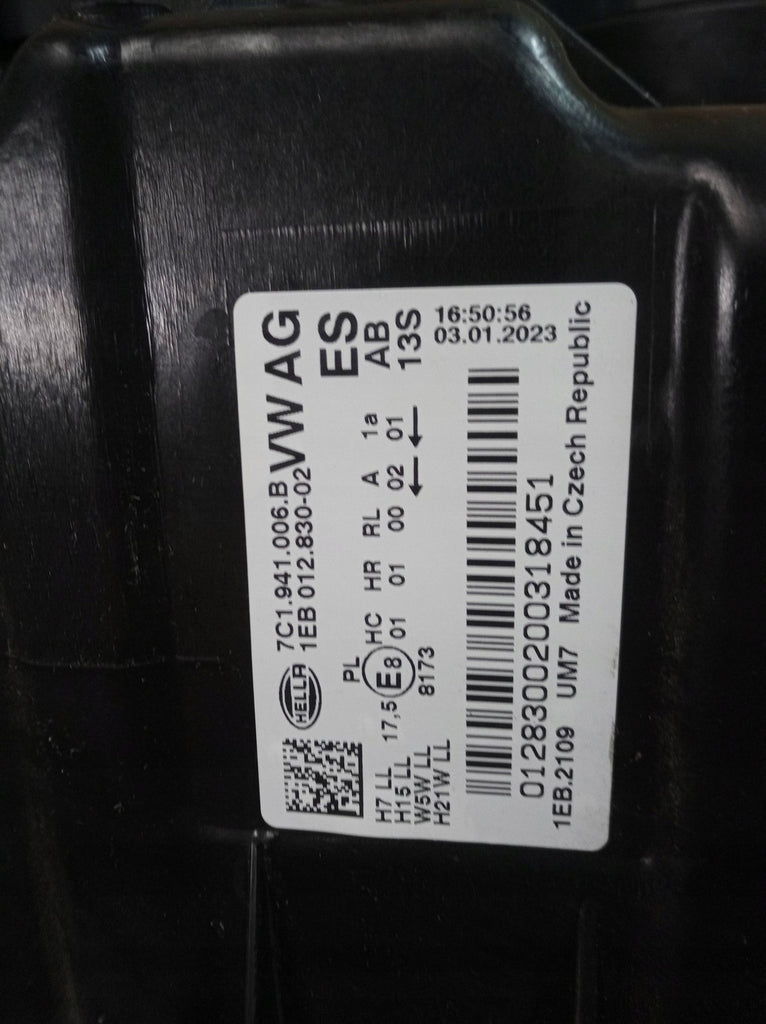 HELLA
7C1.941.006.B
1EB 012.830-02
VW AG
ES
AB
13S
PL
17,5
E8
8173
HC HR RL A 1a
01 01 00 02 01
← ←
H7 LL
H15 LL
W5W LL
H21W LL
16:50:56
03.01.2023
0128300200318451
1EB.2109 UM7 Made in Czech Republic